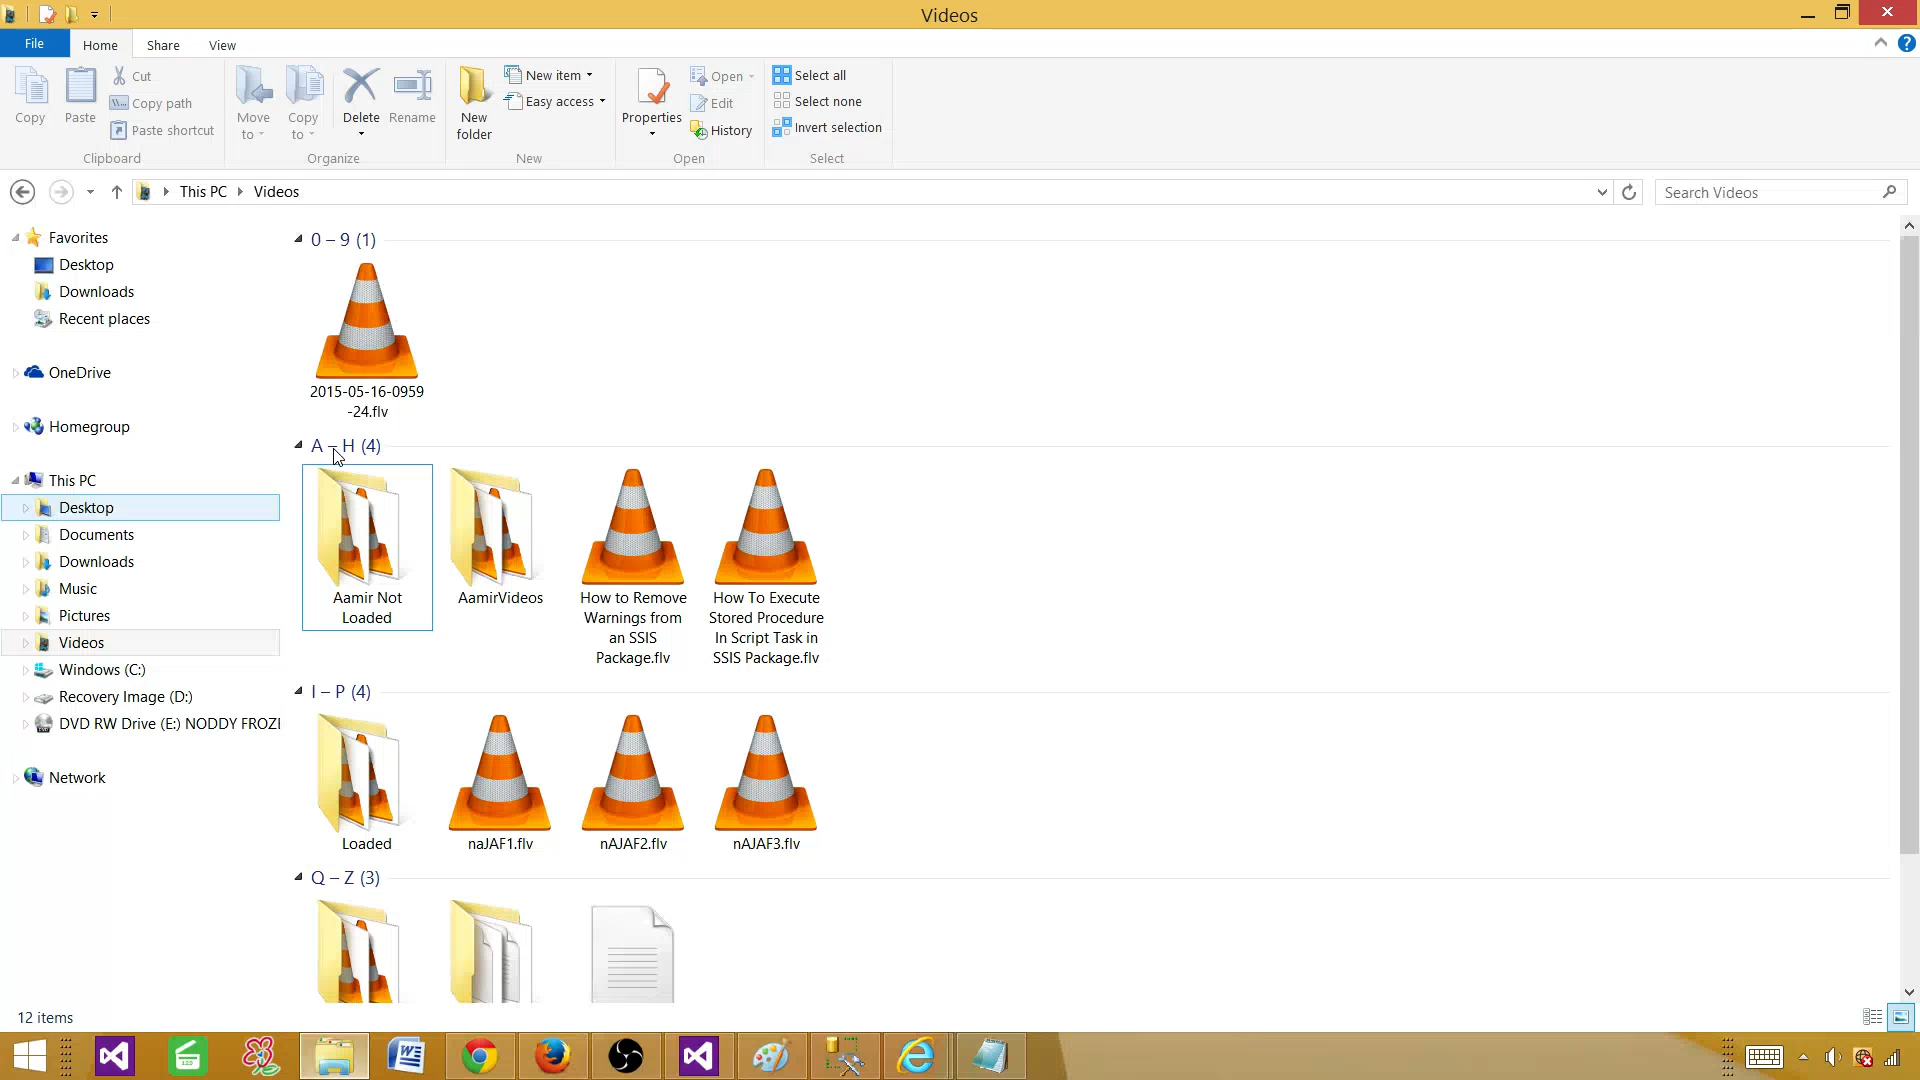 Videos
File
Home
Share
View
Copy
Paste
Cut
Copy path
Paste shortcut
Clipboard
Move to
Copy to
Delete
Rename
Organize
New folder
New item
Easy access
New
Properties
Open
Edit
History
Open
Select all
Select none
Invert selection
Select
This PC
Videos
Search Videos
Favorites
Desktop
Downloads
Recent places
OneDrive
Homegroup
This PC
Desktop
Documents
Downloads
Music
Pictures
Videos
Windows (C:)
Recovery Image (D:)
DVD RW Drive (E:) NODDY FROZI
Network
0 – 9 (1)
2015-05-16-0959
-24.flv
A – H (4)
Aamir Not
Loaded
AamirVideos
How to Remove
Warnings from
an SSIS
Package.flv
How To Execute
Stored Procedure
In Script Task in
SSIS Package.flv
I – P (4)
Loaded
naJAF1.flv
nAJAF2.flv
nAJAF3.flv
Q – Z (3)
12 items